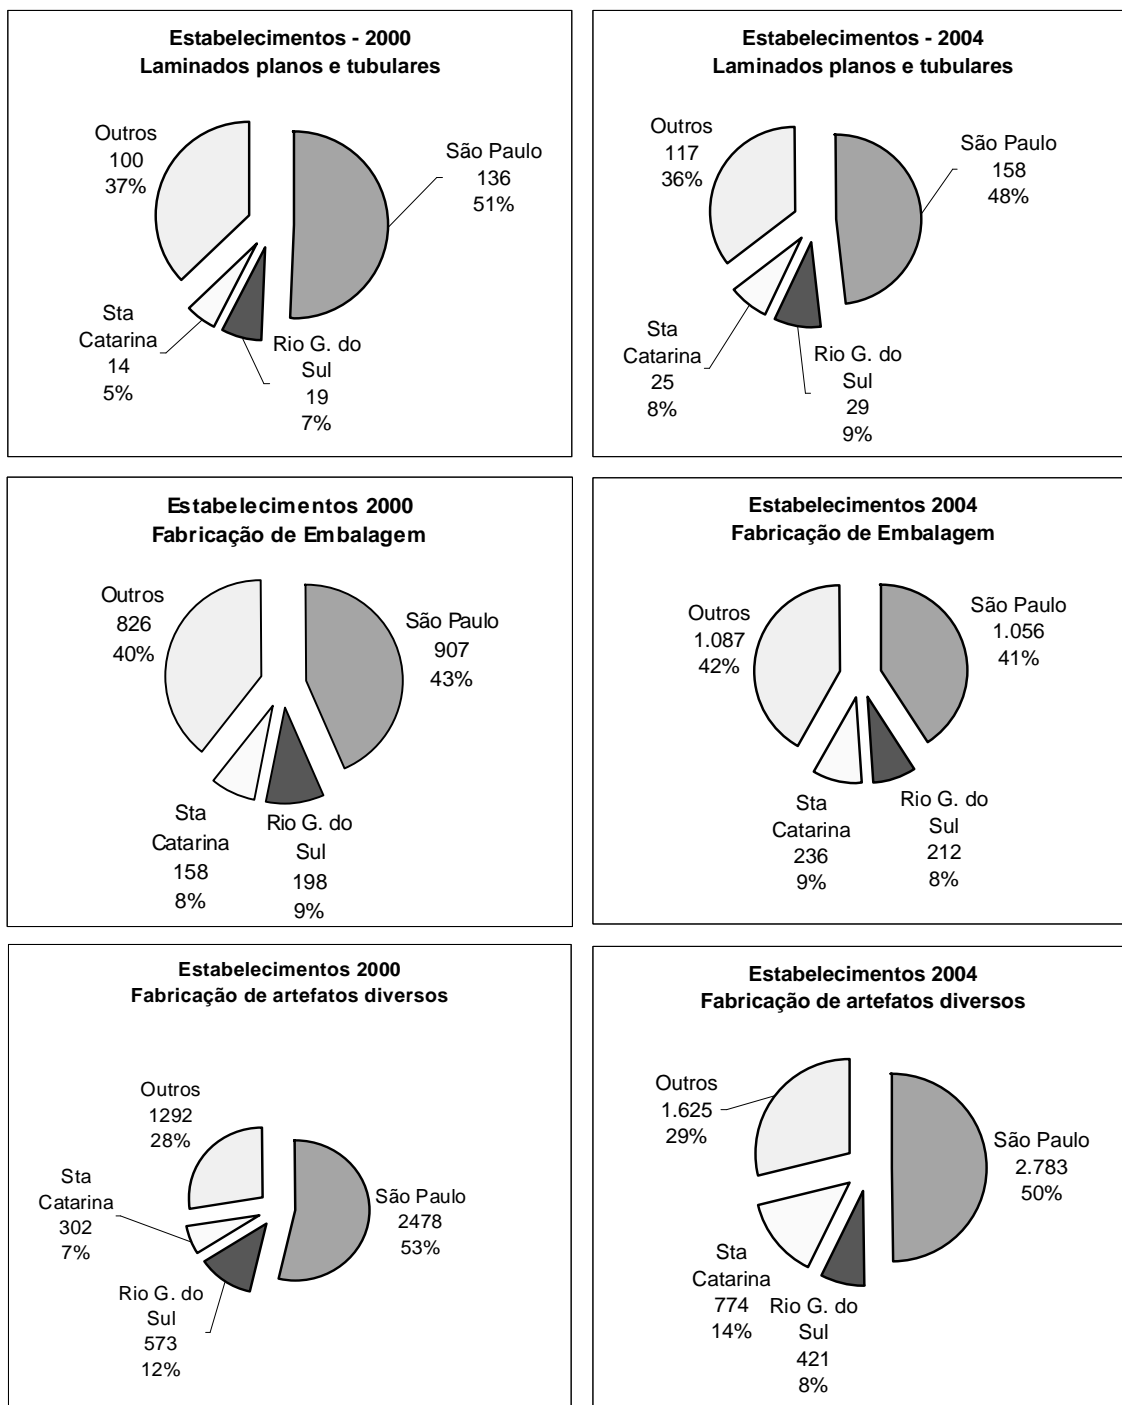 Estabelecimentos - 2000
Laminados planos e tubulares
Outros
100
37%
São Paulo
136
51%
Sta
Catarina
14
5%
Rio G. do
Sul
19
7%
Estabelecimentos - 2004
Laminados planos e tubulares
Outros
117
36%
São Paulo
158
48%
Sta
Catarina
25
8%
Rio G. do
Sul
29
9%
Estabelecimentos 2000
Fabricação de Embalagem
Outros
826
40%
São Paulo
907
43%
Sta
Catarina
158
8%
Rio G. do
Sul
198
9%
Estabelecimentos 2004
Fabricação de Embalagem
Outros
1.087
42%
São Paulo
1.056
41%
Sta
Catarina
236
9%
Rio G. do
Sul
212
8%
Estabelecimentos 2000
Fabricação de artefatos diversos
Outros
1292
28%
Sta
Catarina
302
7%
São Paulo
2478
53%
Rio G. do
Sul
573
12%
Estabelecimentos 2004
Fabricação de artefatos diversos
Outros
1.625
29%
São Paulo
2.783
50%
Sta
Catarina
774
14%
Rio G. do
Sul
421
8%